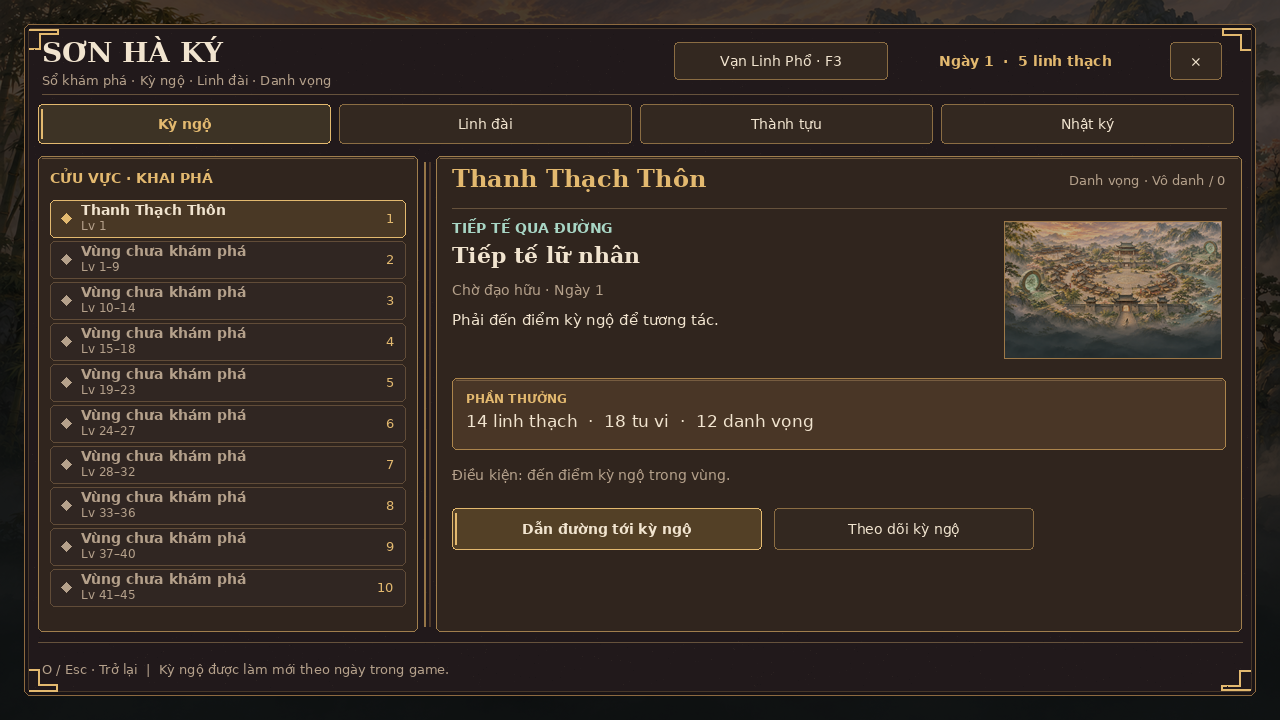 SƠN HÀ KÝ
Sổ khám phá · Kỳ ngộ · Linh đài · Danh vọng
Vạn Linh Phổ · F3
Ngày 1 · 5 linh thạch
×
Kỳ ngộ
Linh đài
Thành tựu
Nhật ký
CỬU VỰC · KHAI PHÁ
Thanh Thạch Thôn
Lv 1
1
Vùng chưa khám phá
Lv 1–9
2
Vùng chưa khám phá
Lv 10–14
3
Vùng chưa khám phá
Lv 15–18
4
Vùng chưa khám phá
Lv 19–23
5
Vùng chưa khám phá
Lv 24–27
6
Vùng chưa khám phá
Lv 28–32
7
Vùng chưa khám phá
Lv 33–36
8
Vùng chưa khám phá
Lv 37–40
9
Vùng chưa khám phá
Lv 41–45
10
Thanh Thạch Thôn
Danh vọng · Vô danh / 0
TIẾP TẾ QUA ĐƯỜNG
Tiếp tế lữ nhân
Chờ đạo hữu · Ngày 1
Phải đến điểm kỳ ngộ để tương tác.
PHẦN THƯỞNG
14 linh thạch · 18 tu vi · 12 danh vọng
Điều kiện: đến điểm kỳ ngộ trong vùng.
Dẫn đường tới kỳ ngộ
Theo dõi kỳ ngộ
O / Esc · Trở lại | Kỳ ngộ được làm mới theo ngày trong game.